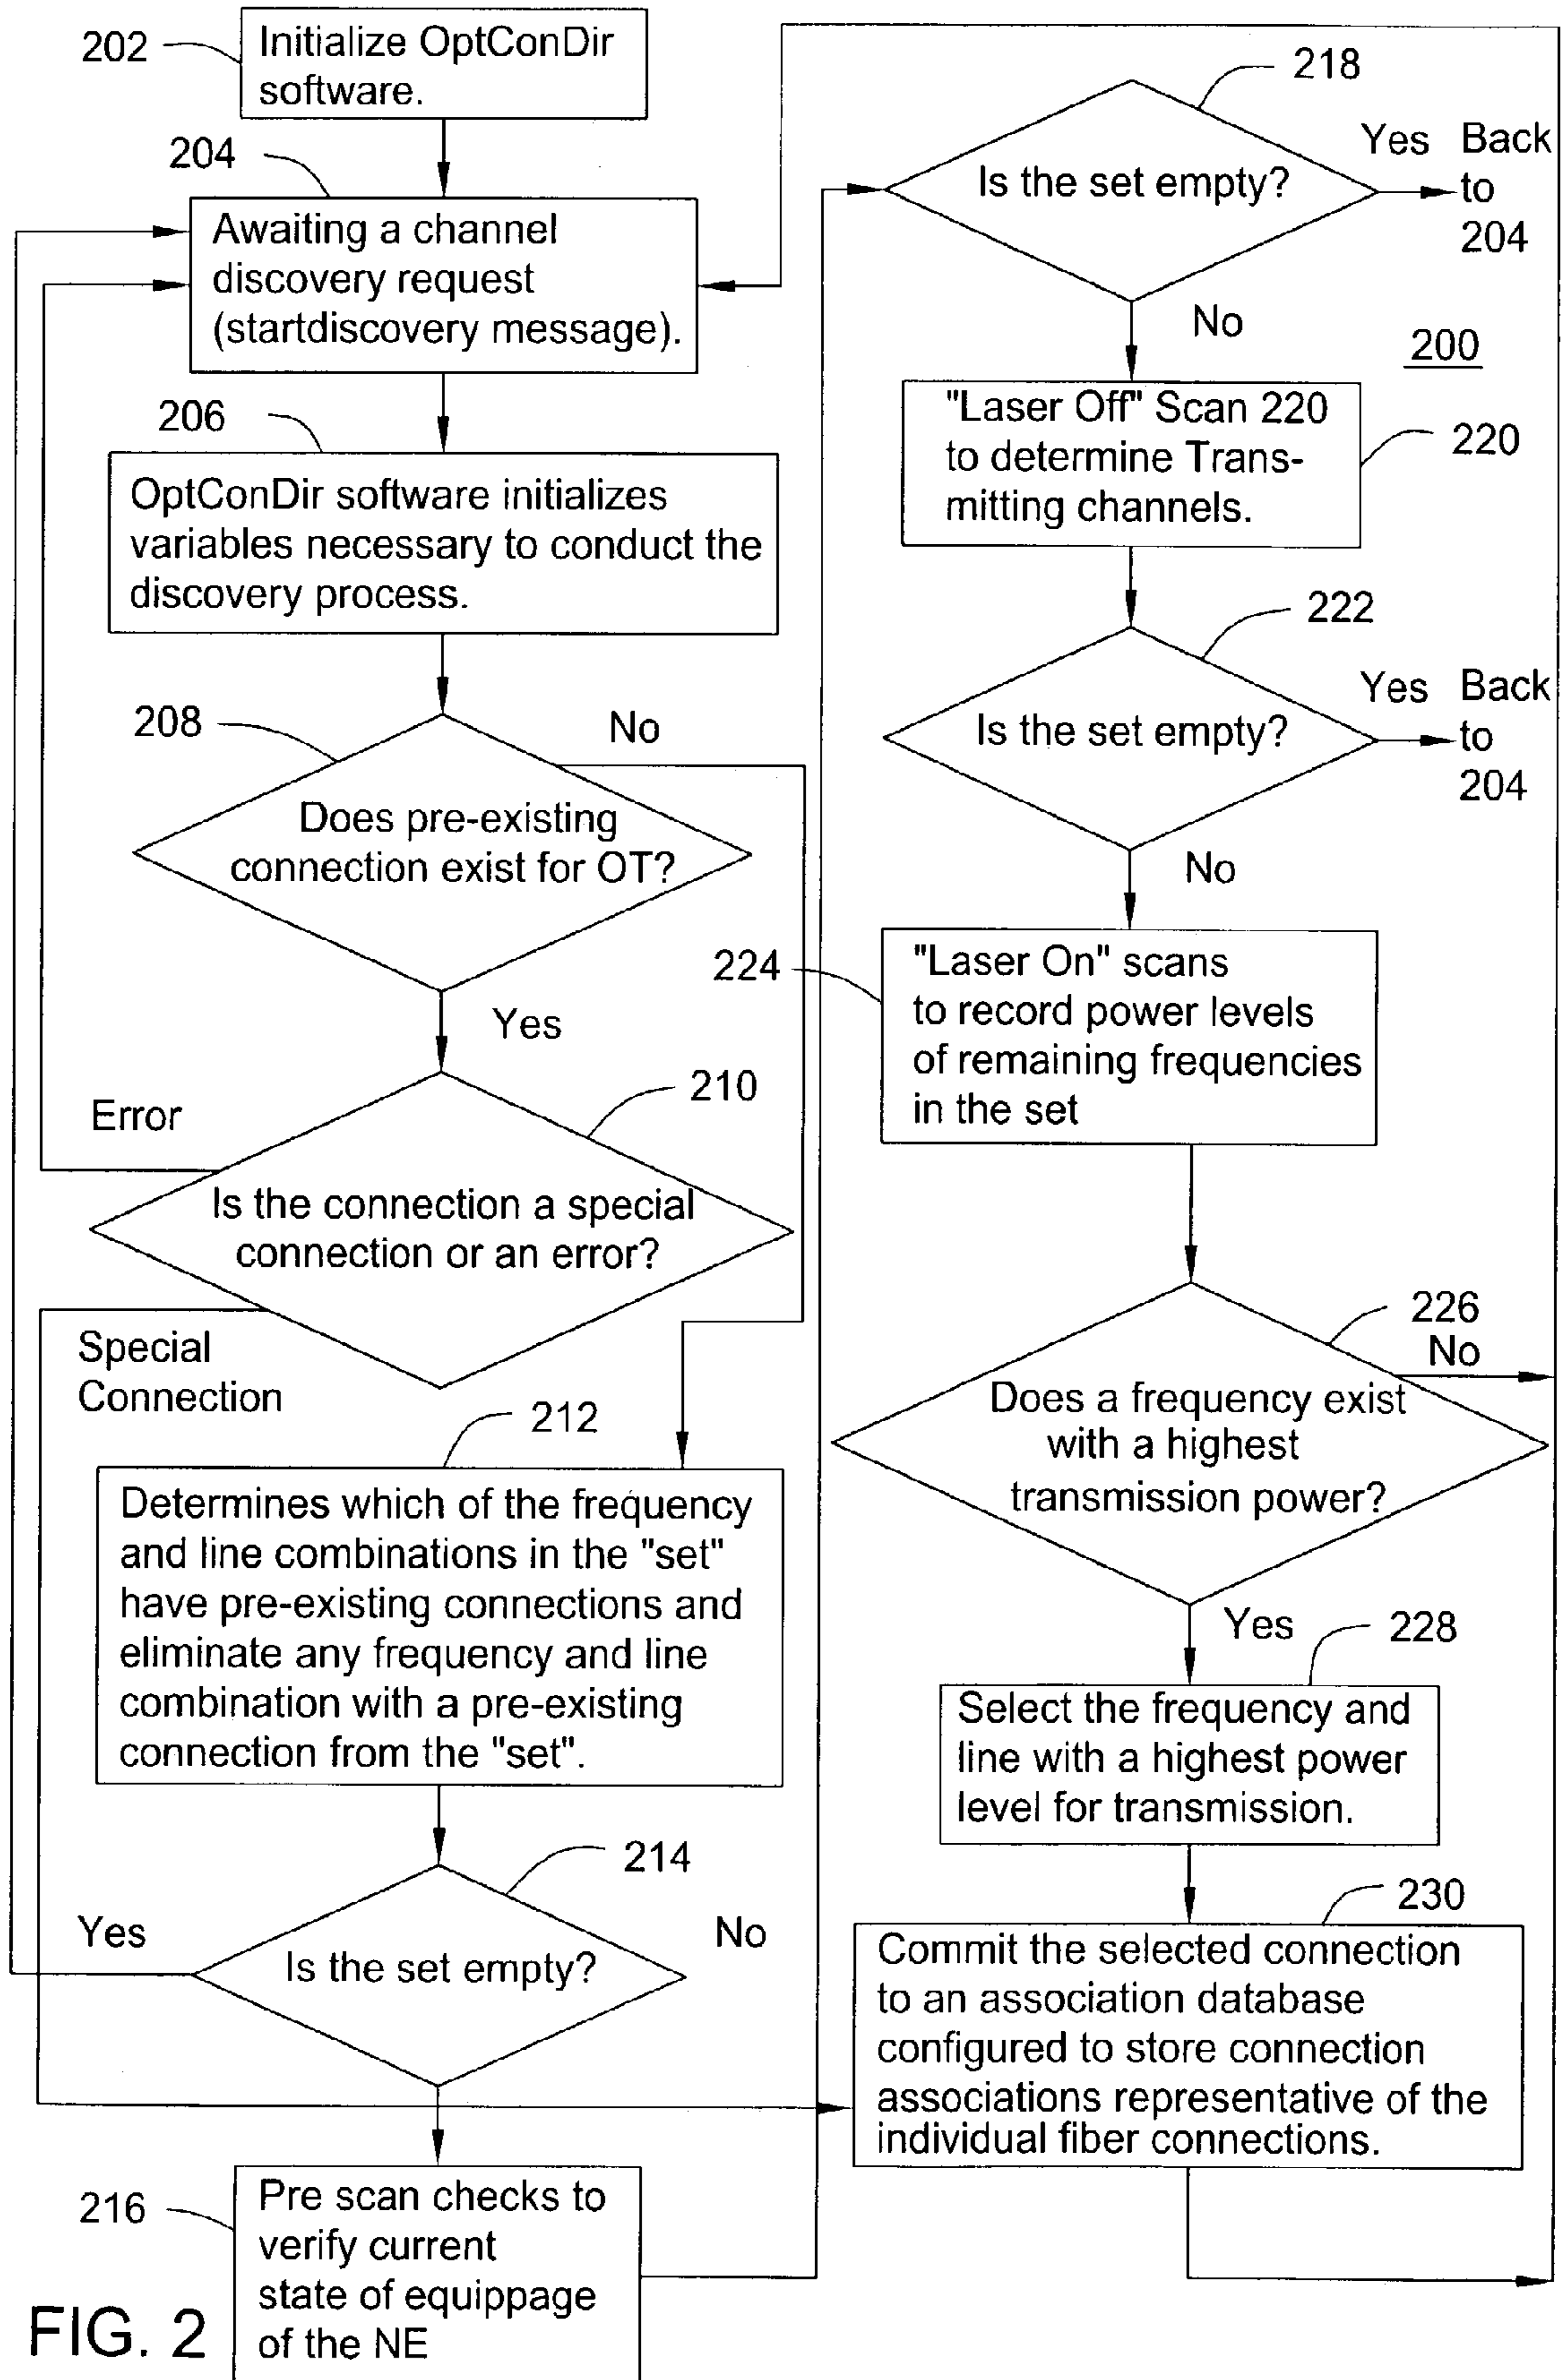 202
Initialize OptConDir
software.
204
Awaiting a channel
discovery request
(startdiscovery message).
206
OptConDir software initializes
variables necessary to conduct the
discovery process.
208
No
Does pre-existing
connection exist for OT?
Yes
210
Error
Is the connection a special
connection or an error?
Special
Connection
212
Determines which of the frequency
and line combinations in the "set"
have pre-existing connections and
eliminate any frequency and line
combination with a pre-existing
connection from the "set".
214
Yes
No
Is the set empty?
216
Pre scan checks to
verify current
state of equippage
of the NE
FIG. 2
218
Is the set empty?
Yes Back
to
204
No
200
"Laser Off" Scan 220
to determine Trans-
mitting channels.
220
222
Is the set empty?
Yes Back
to
204
No
224
"Laser On" scans
to record power levels
of remaining frequencies
in the set
226
No
Does a frequency exist
with a highest
transmission power?
Yes
228
Select the frequency and
line with a highest power
level for transmission.
230
Commit the selected connection
to an association database
configured to store connection
associations representative of the
individual fiber connections.